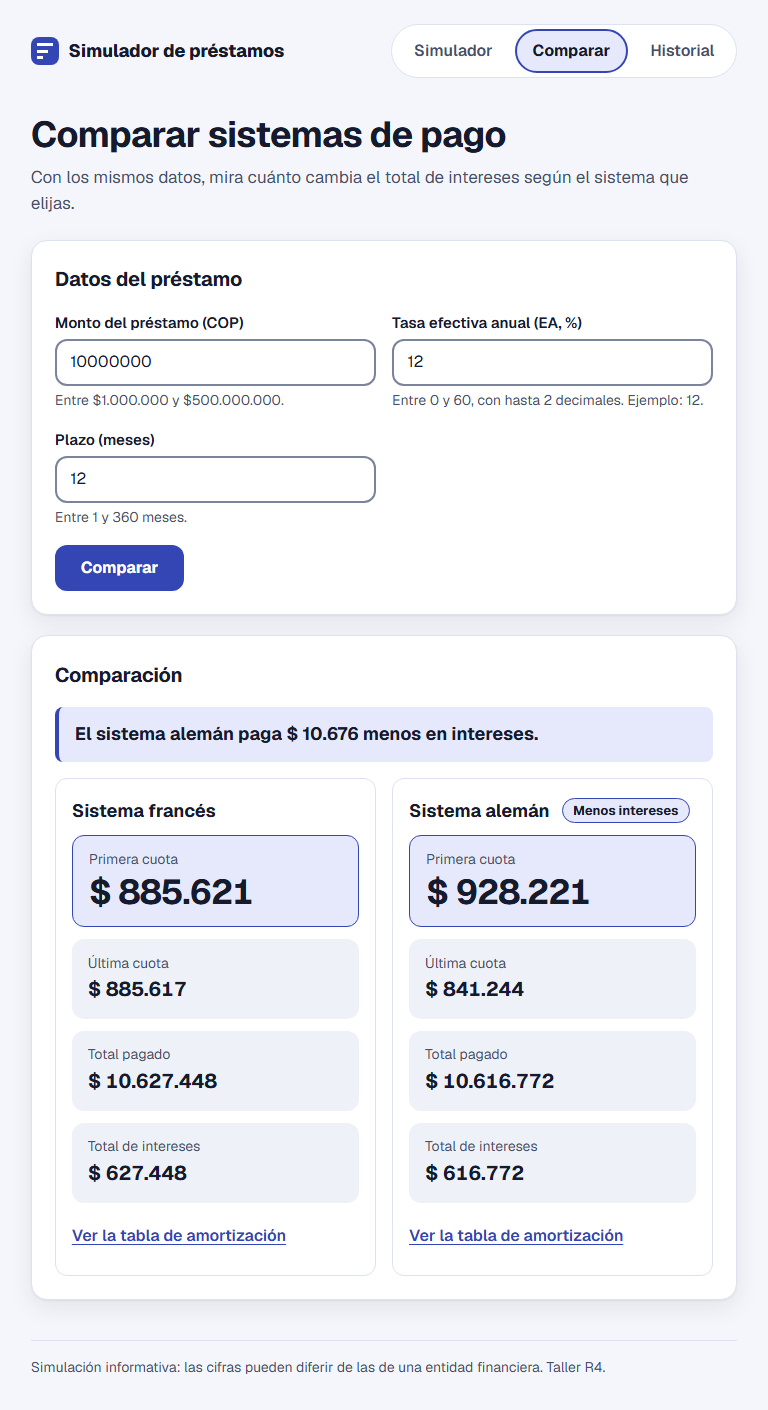 Simulador de préstamos
Simulador
Comparar
Historial
Comparar sistemas de pago
Con los mismos datos, mira cuánto cambia el total de intereses según el sistema que
elijas.
Datos del préstamo
Monto del préstamo (COP)
10000000
Entre $1.000.000 y $500.000.000.
Tasa efectiva anual (EA, %)
12
Entre 0 y 60, con hasta 2 decimales. Ejemplo: 12.
Plazo (meses)
12
Entre 1 y 360 meses.
Comparar
Comparación
El sistema alemán paga $ 10.676 menos en intereses.
Sistema francés
Primera cuota
$ 885.621
Última cuota
$ 885.617
Total pagado
$ 10.627.448
Total de intereses
$ 627.448
Ver la tabla de amortización
Sistema alemán
Menos intereses
Primera cuota
$ 928.221
Última cuota
$ 841.244
Total pagado
$ 10.616.772
Total de intereses
$ 616.772
Ver la tabla de amortización
Simulación informativa: las cifras pueden diferir de las de una entidad financiera. Taller R4.